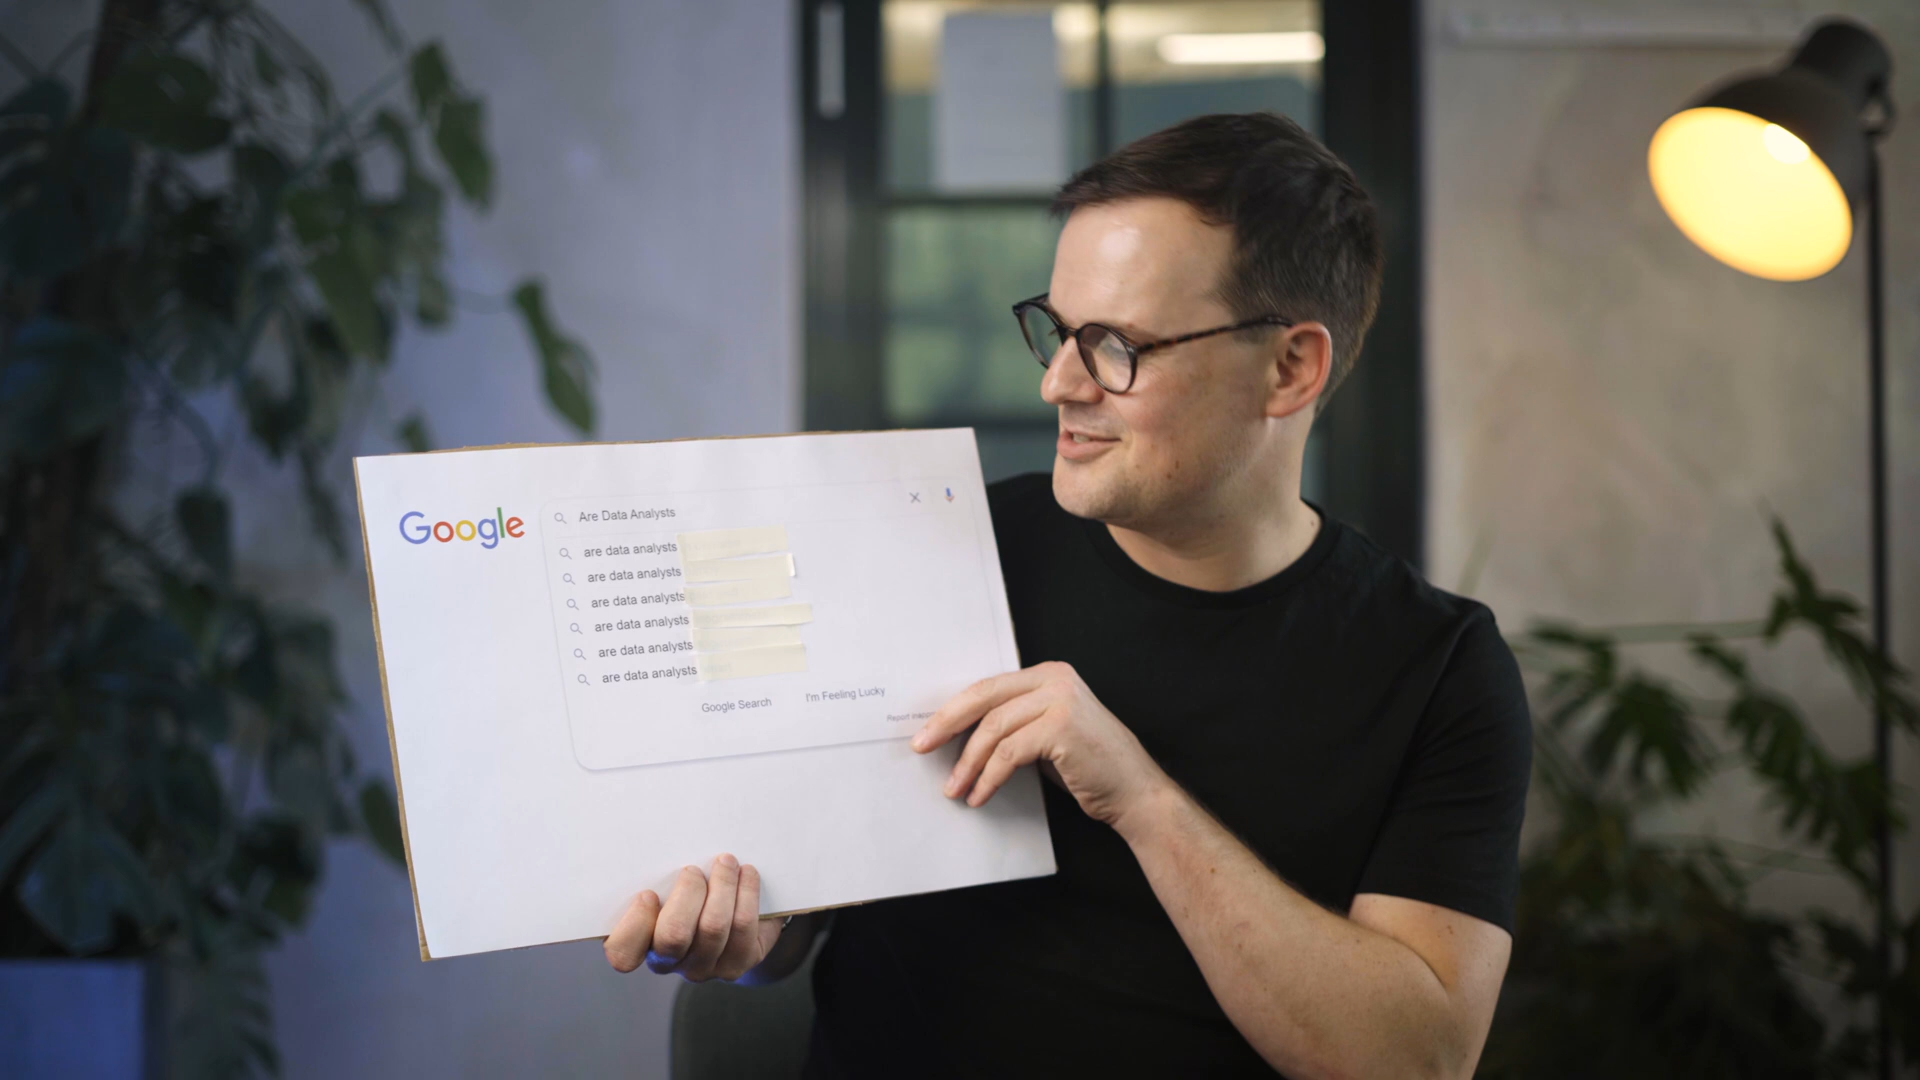 Google
Are Data Analysts
are data analysts
are data analysts
are data analysts
are data analysts
are data analysts
are data analysts
Google Search I'm Feeling Lucky
Report